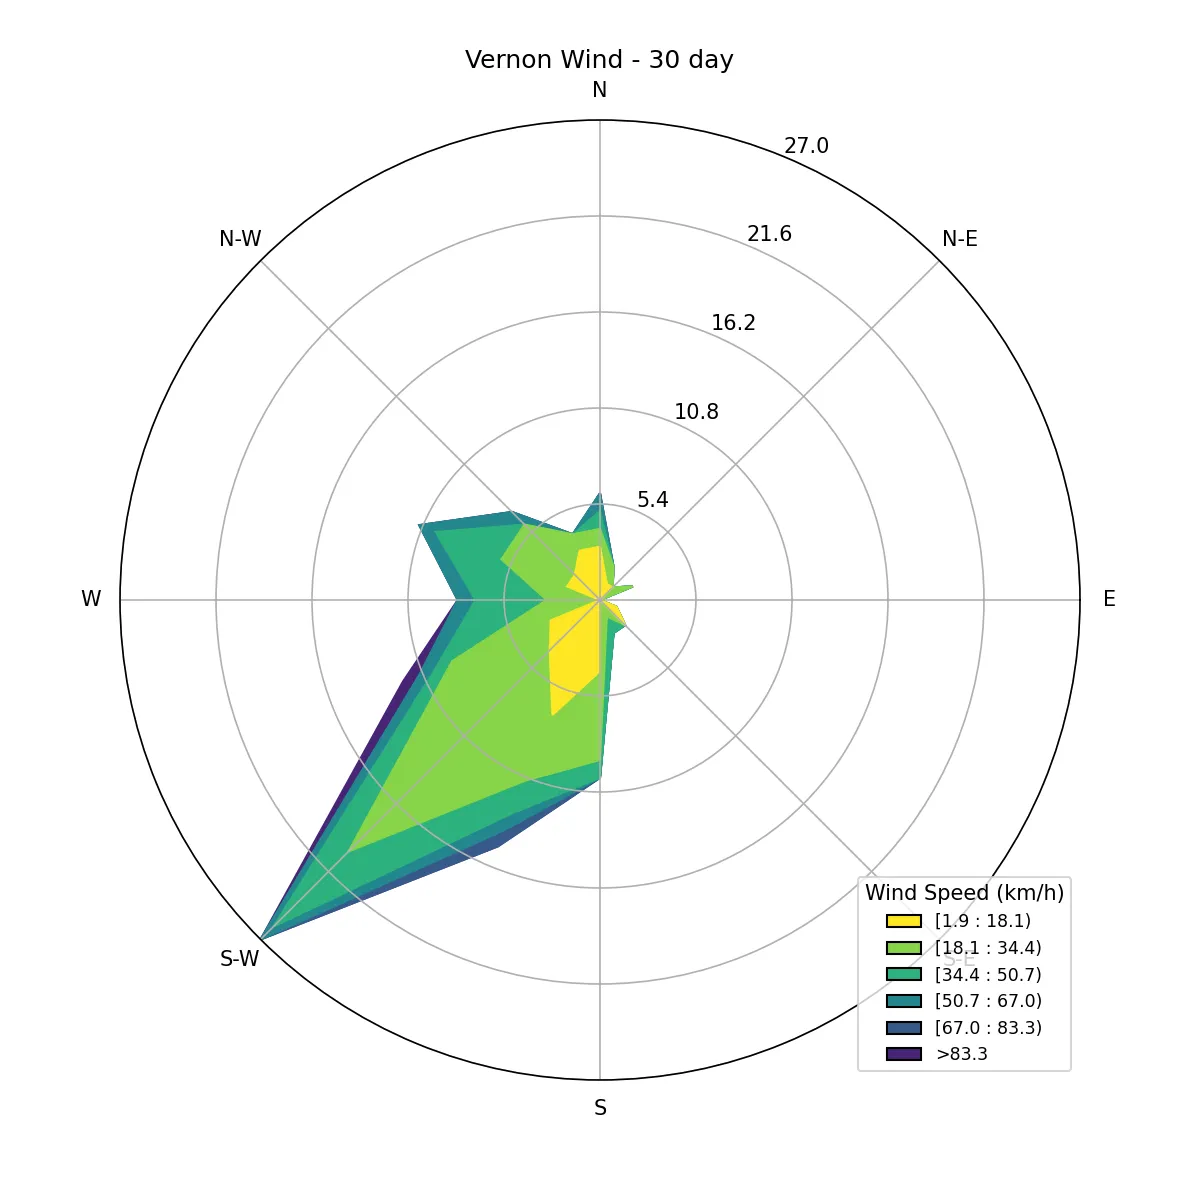 Vernon Wind - 30 day
N
27.0
N-W
N-E
21.6
16.2
10.8
5.4
W
E
S-W
S-E
S
Wind Speed (km/h)
[1.9 : 18.1)
[18.1 : 34.4)
[34.4 : 50.7)
[50.7 : 67.0)
[67.0 : 83.3)
>83.3